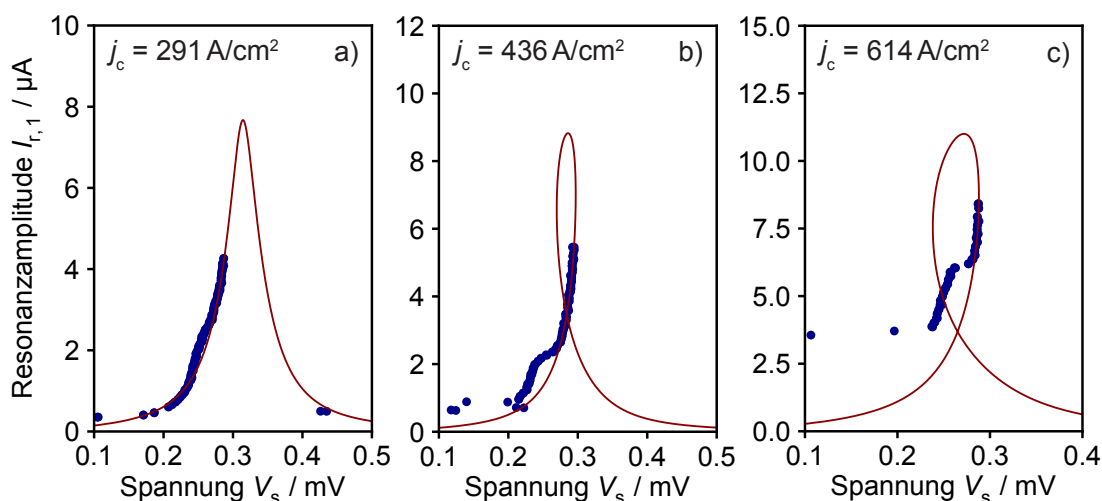 Resonanzamplitude I_r, 1 / µA
10
8
6
4
2
0
j_c = 291 A/cm²
a)
0.1 0.2 0.3 0.4 0.5
Spannung V_s / mV
12
10
8
6
4
2
0
j_c = 436 A/cm²
b)
0.1 0.2 0.3 0.4 0.5
Spannung V_s / mV
15.0
12.5
10.0
7.5
5.0
2.5
0.0
j_c = 614 A/cm²
c)
0.1 0.2 0.3 0.4
Spannung V_s / mV